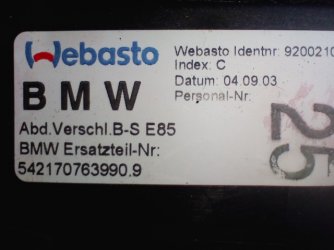 Webasto
Webasto Identnr: 9200210
Index: C
Datum: 04.09.03
Personal-Nr:
BMW
Abd.Verschl.B-S E85
BMW Ersatzteil-Nr:
542170763990.9
25